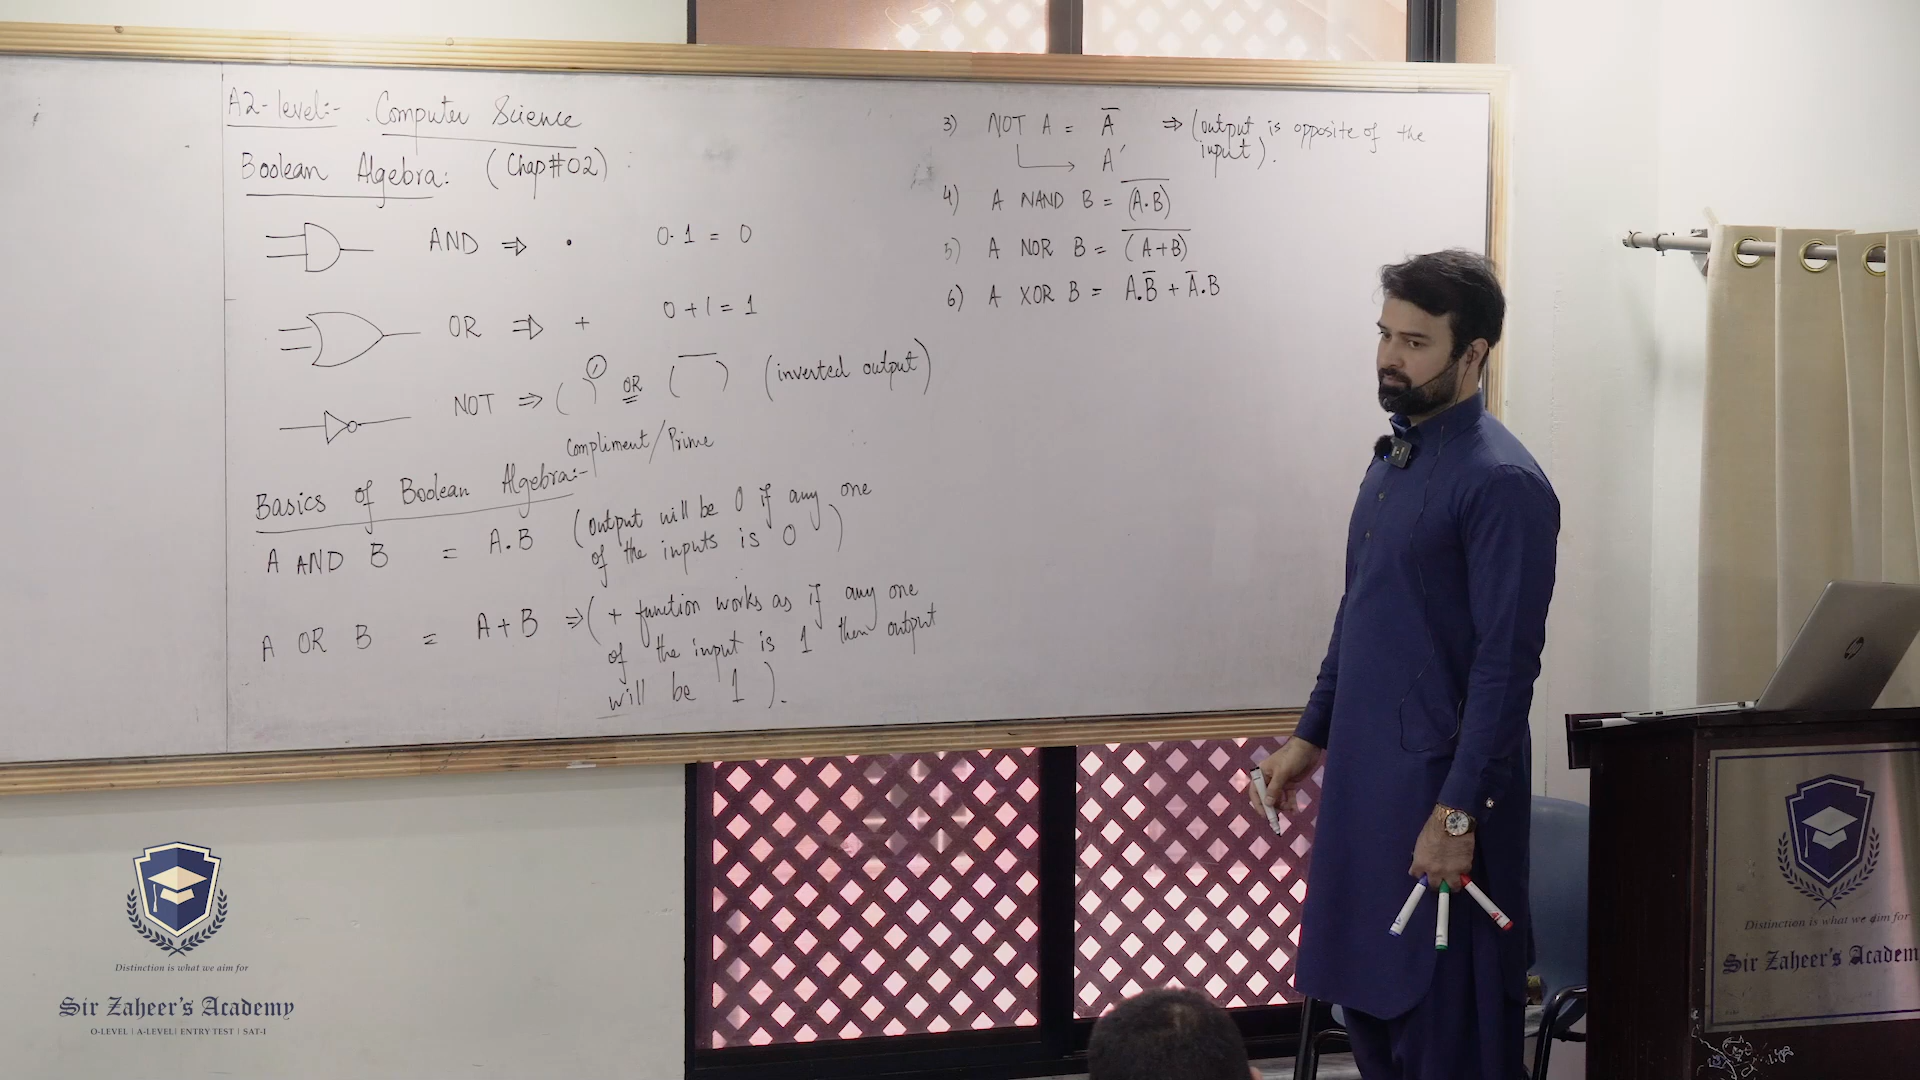 A2-level:- Computer Science
Boolean Algebra: (Chap#02)
AND ⇒ • 0.1 = 0
OR ⇒ + 0+1=1
NOT ⇒ ( )′ OR (‾) (inverted output)
Compliment/Prime
Basics of Boolean Algebra:-
A AND B = A.B (output will be 0 if any one
of the inputs is 0)
A OR B = A+B ⇒ (+ function works as if any one
of the input is 1 then output
will be 1).
3) NOT A = A̅ ⇒ (output is opposite of the
A′ input).
4) A NAND B = (A̅.̅B̅)
5) A NOR B = (A̅+̅B̅)
6) A XOR B = A.B̅ + A̅.B
Distinction is what we aim for
Sir Zaheer's Academy
O-LEVEL | A-LEVEL | ENTRY TEST | SAT-I
hp
Distinction is what we aim for
Sir Zaheer's Academ